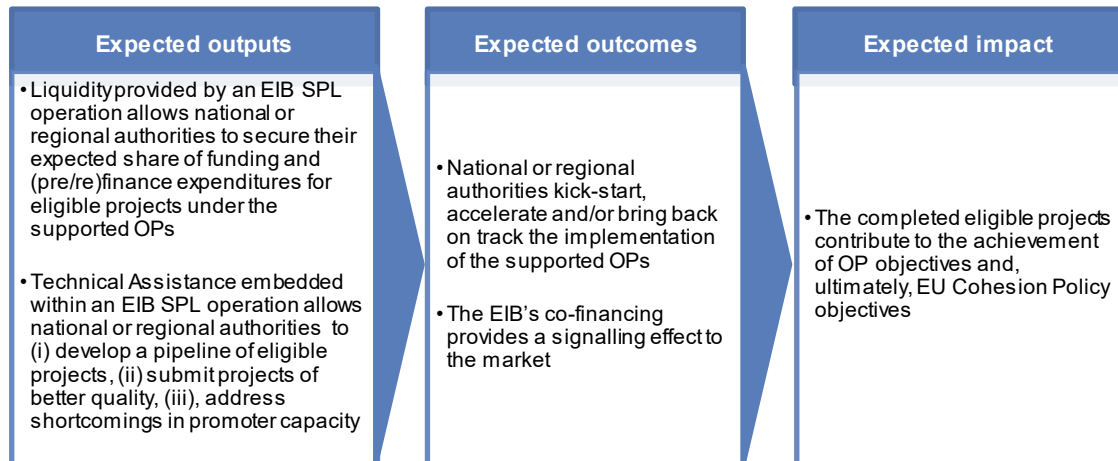 Expected outputs
• Liquidity provided by an EIB SPL
operation allows national or
regional authorities to secure their
expected share of funding and
(pre/re)finance expenditures for
eligible projects under the
supported OPs
• Technical Assistance embedded
within an EIB SPL operation allows
national or regional authorities to
(i) develop a pipeline of eligible
projects, (ii) submit projects of
better quality, (iii), address
shortcomings in promoter capacity
Expected outcomes
• National or regional
authorities kick-start,
accelerate and/or bring back
on track the implementation
of the supported OPs
• The EIB's co-financing
provides a signalling effect to
the market
Expected impact
• The completed eligible projects
contribute to the achievement
of OP objectives and,
ultimately, EU Cohesion Policy
objectives